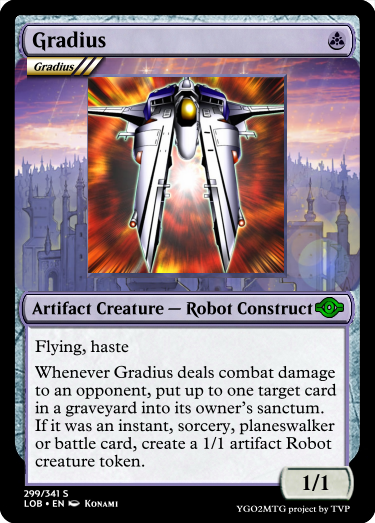 Gradius
Gradius
Artifact Creature — Robot Construct
Flying, haste
Whenever Gradius deals combat damage
to an opponent, put up to one target card
in a graveyard into its owner's sanctum.
If it was an instant, sorcery, planeswalker
or battle card, create a 1/1 artifact Robot
creature token.
1/1
299/341 S
LOB • EN Konami
YGO2MTG project by TVP